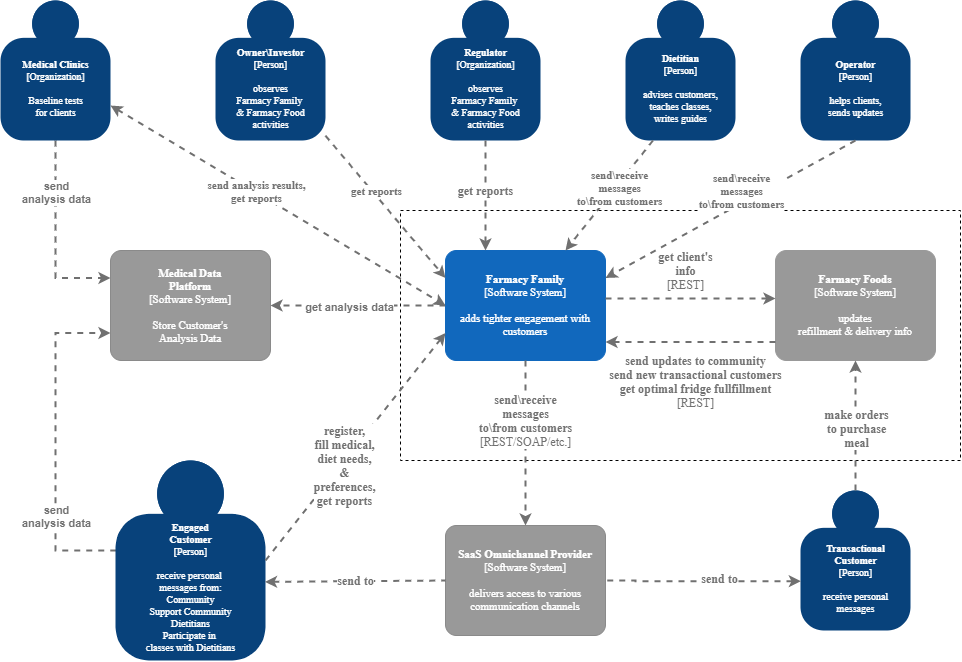 Medical Clinics
[Organization]
Baseline tests
for clients
Owner\Investor
[Person]
observes
Farmacy Family
& Farmacy Food
activities
Regulator
[Organization]
observes
Farmacy Family
& Farmacy Food
activities
Dietitian
[Person]
advises customers,
teaches classes,
writes guides
Operator
[Person]
helps clients,
sends updates
send
analysis data
send analysis results,
get reports
get reports
get reports
send\receive
messages
to\from customers
send\receive
messages
to\from customers
Medical Data
Platform
[Software System]
Store Customer's
Analysis Data
get analysis data
Farmacy Family
[Software System]
adds tighter engagement with
customers
get client's
info
[REST]
Farmacy Foods
[Software System]
updates
refillment & delivery info
send updates to community
send new transactional customers
get optimal fridge fullfillment
[REST]
send\receive
messages
to\from customers
[REST/SOAP/etc.]
make orders
to purchase
meal
register,
fill medical,
diet needs,
&
preferences,
get reports
send
analysis data
Engaged
Customer
[Person]
receive personal
messages from:
Community
Support Community
Dietitians
Participate in
classes with Dietitians
send to
SaaS Omnichannel Provider
[Software System]
delivers access to various
communication channels
send to
Transactional
Customer
[Person]
receive personal
messages